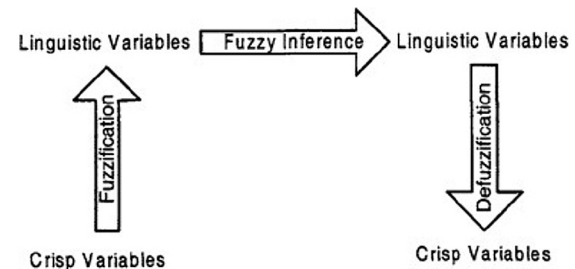 Linguistic Variables
Fuzzy Inference
Linguistic Variables
Fuzzification
Defuzzification
Crisp Variables
Crisp Variables